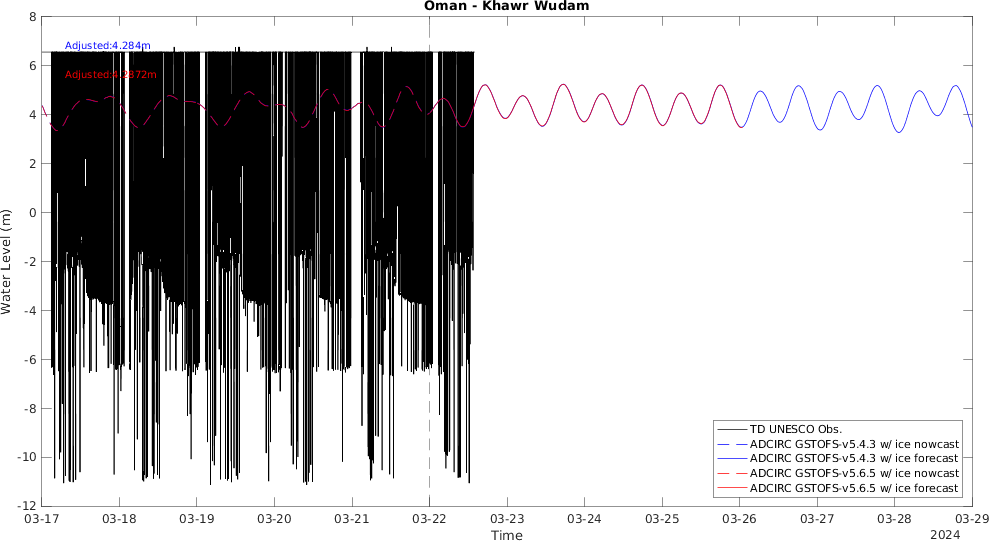 Oman - Khawr Wudam
8
6
4
2
0
-2
-4
-6
-8
-10
-12
Water Level (m)
Adjusted:4.284m
Adjusted:4.2372m
03-17 03-18 03-19 03-20 03-21 03-22 03-23 03-24 03-25 03-26 03-27 03-28 03-29
Time
2024
TD UNESCO Obs.
ADCIRC GSTOFS-v5.4.3 w/ ice nowcast
ADCIRC GSTOFS-v5.4.3 w/ ice forecast
ADCIRC GSTOFS-v5.6.5 w/ ice nowcast
ADCIRC GSTOFS-v5.6.5 w/ ice forecast